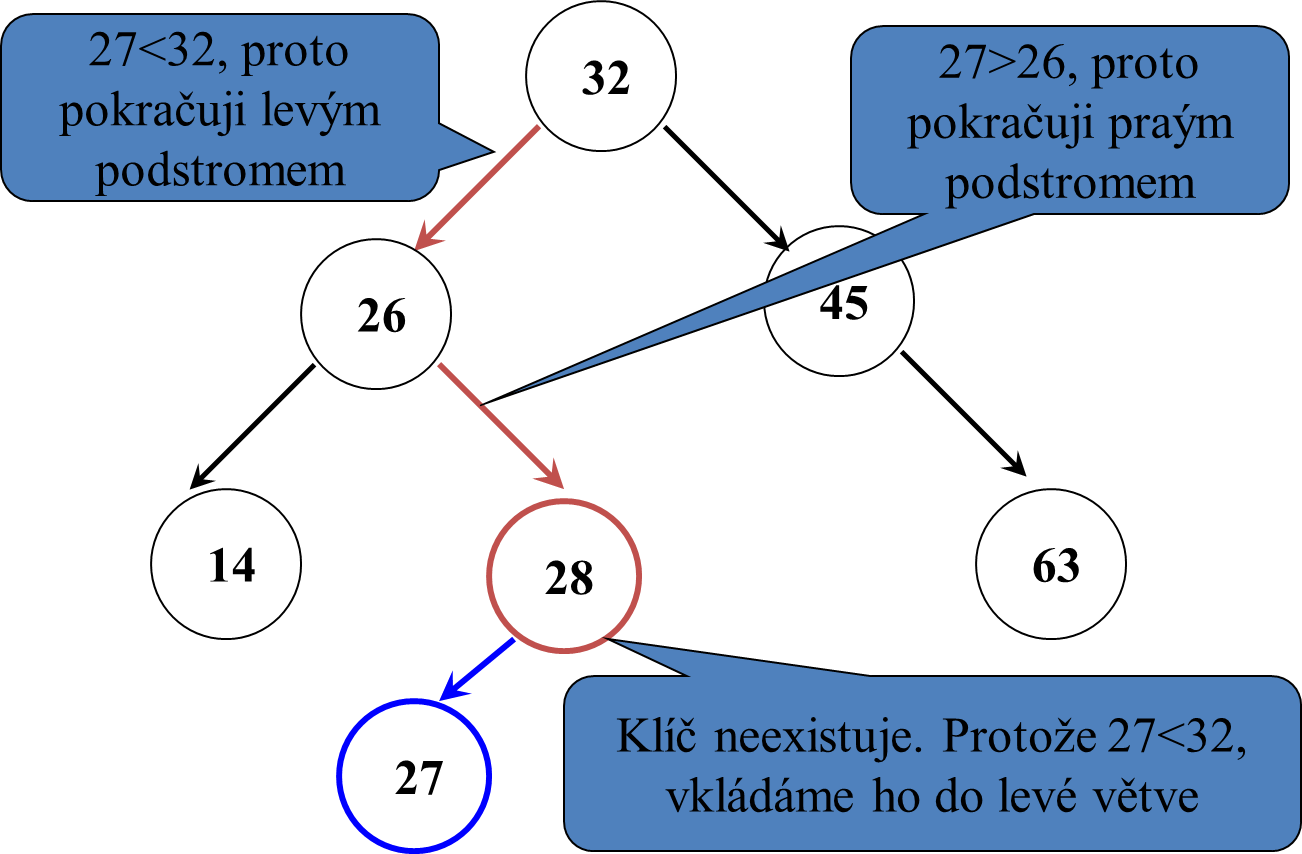 27<32, proto
pokračuji levým
podstromem
32
27>26, proto
pokračuji praým
podstromem
26
45
14
28
63
27
Klíč neexistuje. Protože 27<32,
vkládáme ho do levé větve